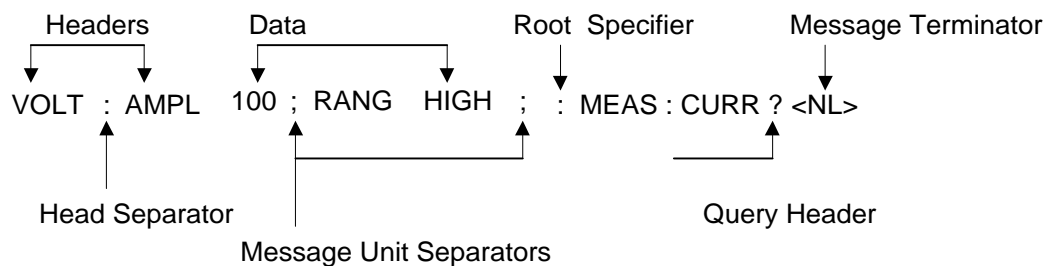 Headers Data Root Specifier Message Terminator
VOLT : AMPL 100 ; RANG HIGH ; : MEAS : CURR ? <NL>
Head Separator Query Header
Message Unit Separators